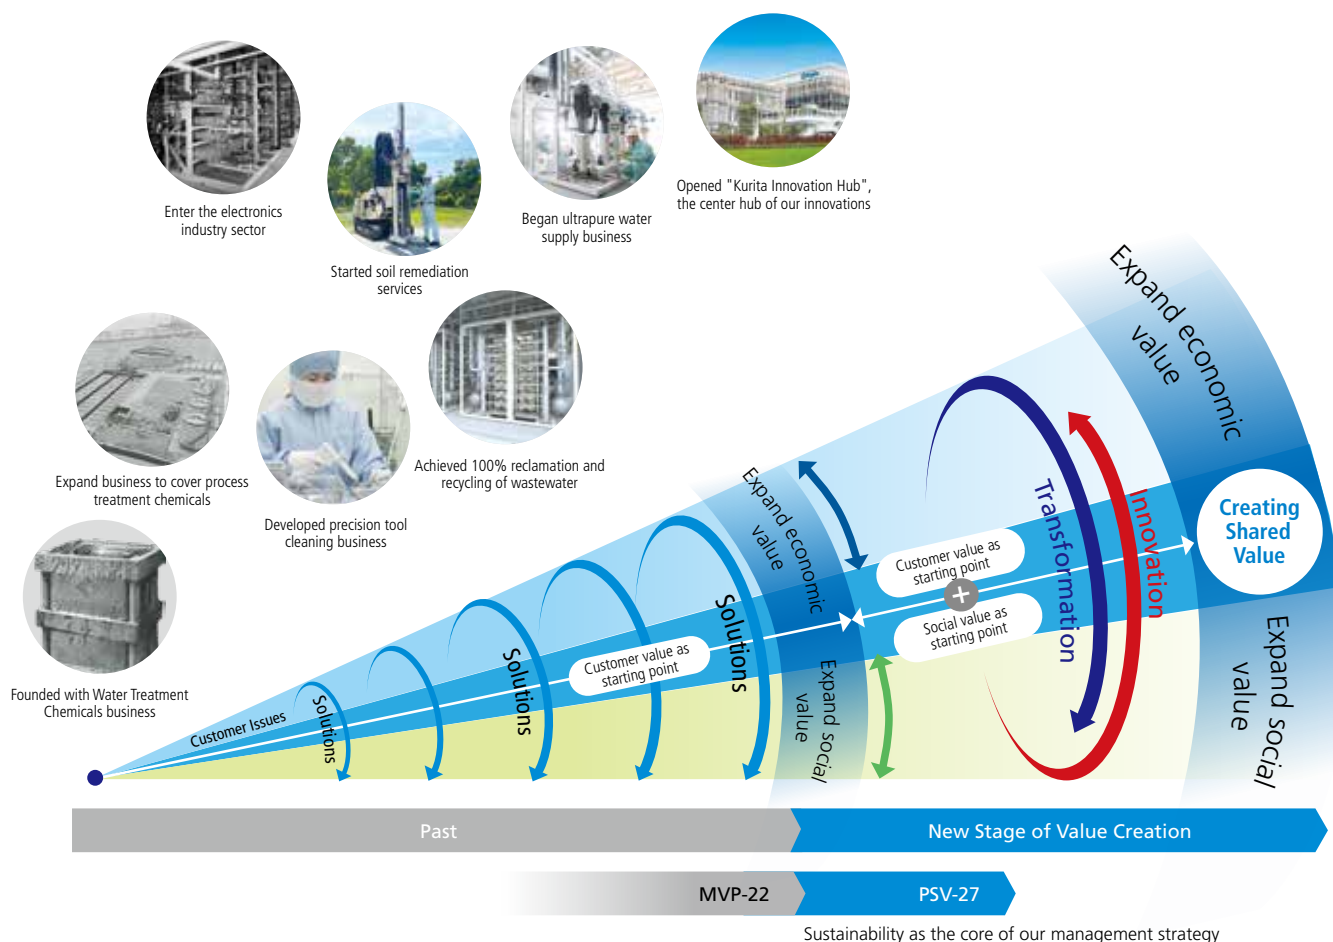 Enter the electronics
industry sector
Started soil remediation
services
Began ultrapure water
supply business
Opened "Kurita Innovation Hub",
the center hub of our innovations
Expand business to cover process
treatment chemicals
Developed precision tool
cleaning business
Achieved 100% reclamation and
recycling of wastewater
Founded with Water Treatment
Chemicals business
Customer Issues
Solutions
Solutions
Solutions
Customer value as
starting point
Expand economic
value
Expand social
value
Customer value as
starting point
+
Social value as
starting point
Transformation
Innovation
Expand economic
value
Creating
Shared
Value
Expand social
value
Past
New Stage of Value Creation
MVP-22
PSV-27
Sustainability as the core of our management strategy